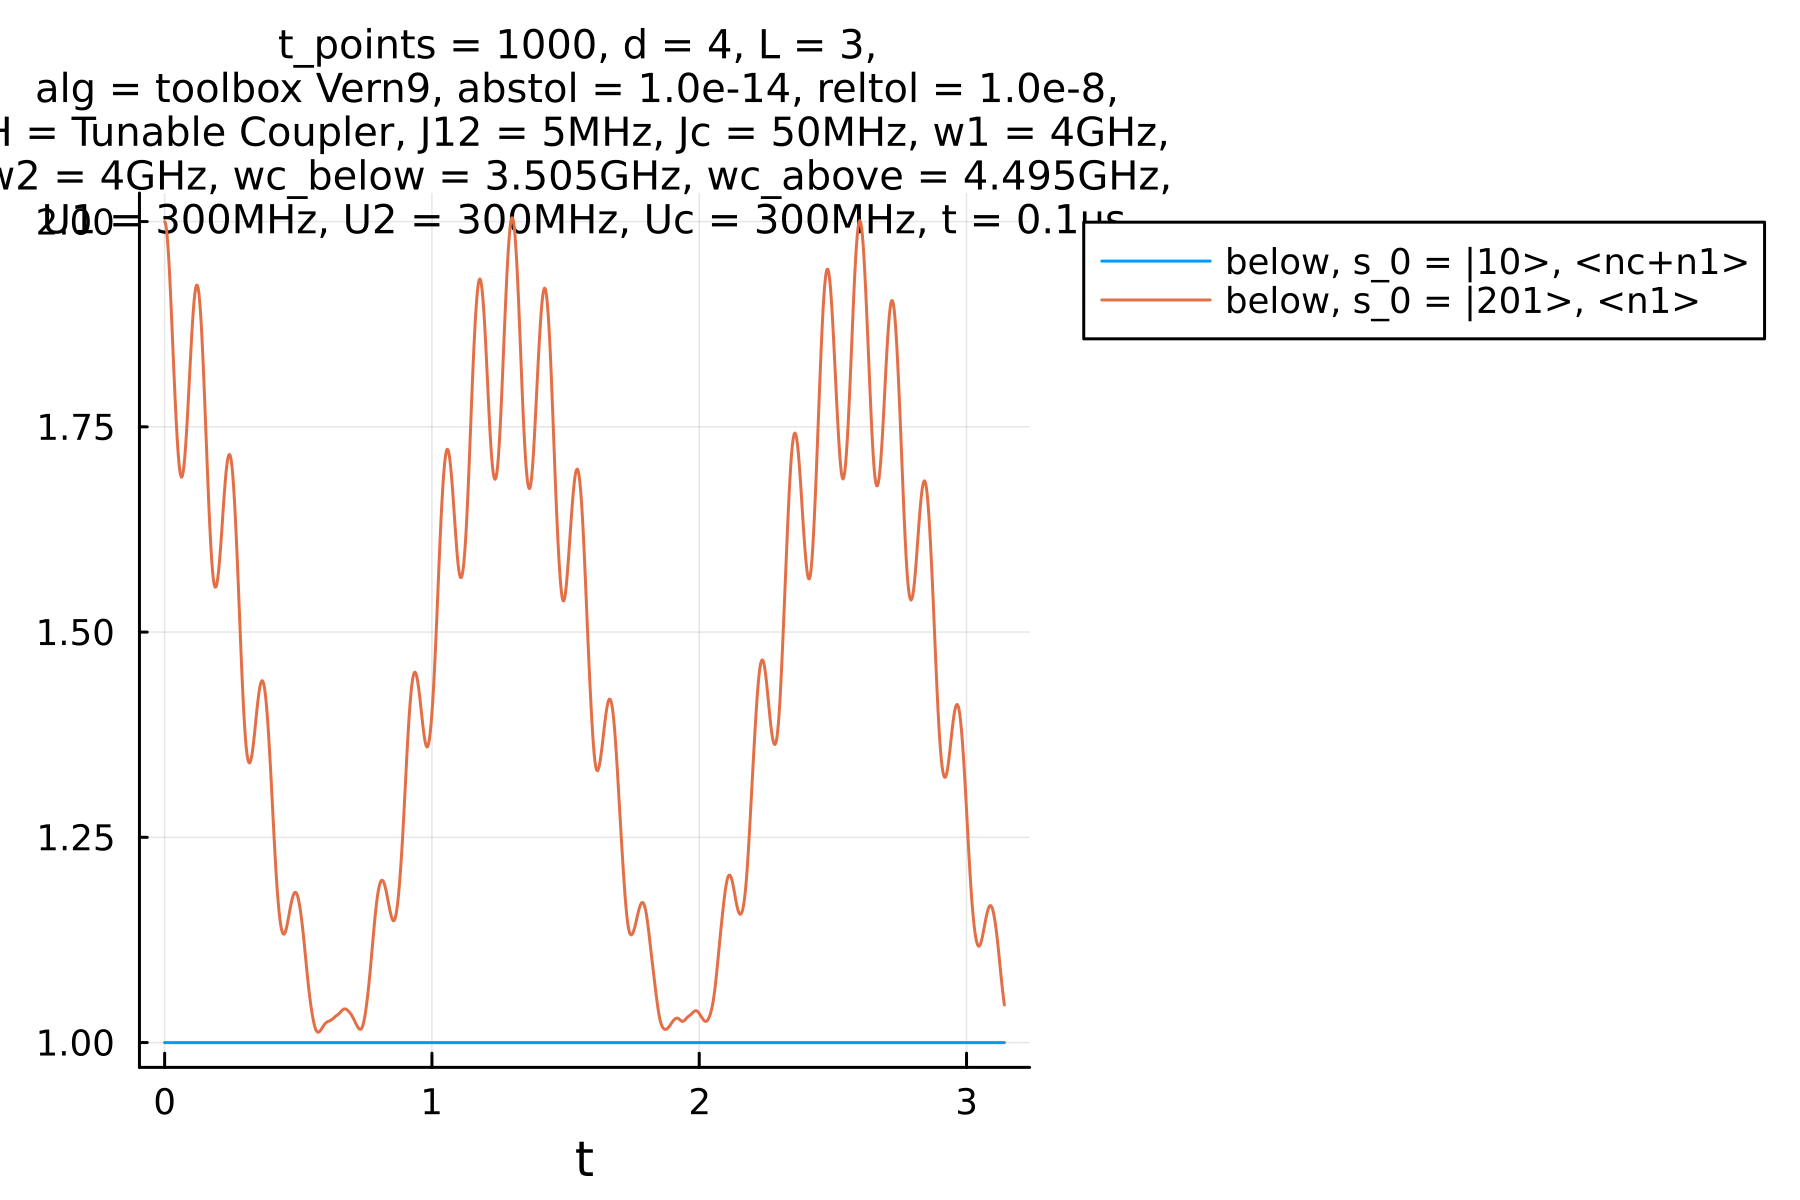 t_points = 1000, d = 4, L = 3,
alg = toolbox Vern9, abstol = 1.0e-14, reltol = 1.0e-8,
H = Tunable Coupler, J12 = 5MHz, Jc = 50MHz, w1 = 4GHz,
w2 = 4GHz, wc_below = 3.505GHz, wc_above = 4.495GHz,
U1 = 300MHz, U2 = 300MHz, Uc = 300MHz, t = 0.1us
2.00
below, s_0 = |10>, <nc+n1>
below, s_0 = |201>, <n1>
1.75
1.50
1.25
1.00
0 1 2 3
t